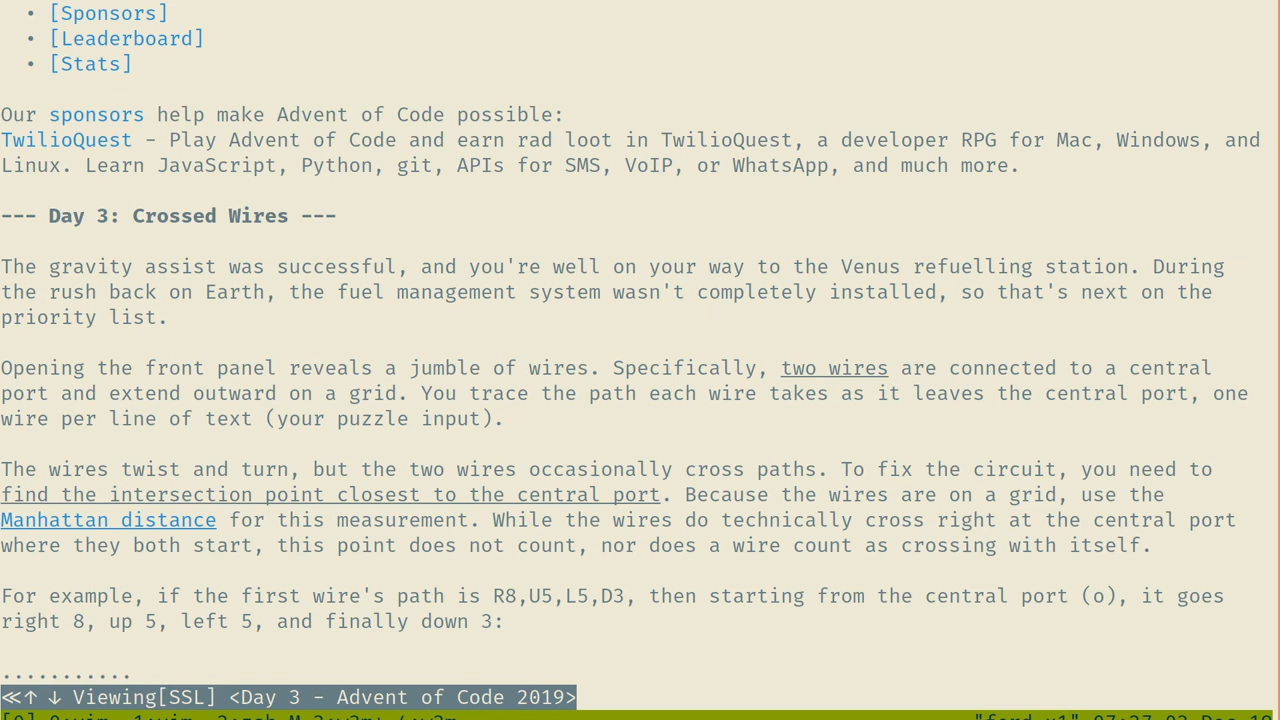 • [Sponsors]
• [Leaderboard]
• [Stats]
Our sponsors help make Advent of Code possible:
TwilioQuest - Play Advent of Code and earn rad loot in TwilioQuest, a developer RPG for Mac, Windows, and
Linux. Learn JavaScript, Python, git, APIs for SMS, VoIP, or WhatsApp, and much more.
--- Day 3: Crossed Wires ---
The gravity assist was successful, and you're well on your way to the Venus refuelling station. During
the rush back on Earth, the fuel management system wasn't completely installed, so that's next on the
priority list.
Opening the front panel reveals a jumble of wires. Specifically, two wires are connected to a central
port and extend outward on a grid. You trace the path each wire takes as it leaves the central port, one
wire per line of text (your puzzle input).
The wires twist and turn, but the two wires occasionally cross paths. To fix the circuit, you need to
find the intersection point closest to the central port. Because the wires are on a grid, use the
Manhattan distance for this measurement. While the wires do technically cross right at the central port
where they both start, this point does not count, nor does a wire count as crossing with itself.
For example, if the first wire's path is R8,U5,L5,D3, then starting from the central port (o), it goes
right 8, up 5, left 5, and finally down 3:
...........
≪↑ ↓ Viewing[SSL] <Day 3 - Advent of Code 2019>